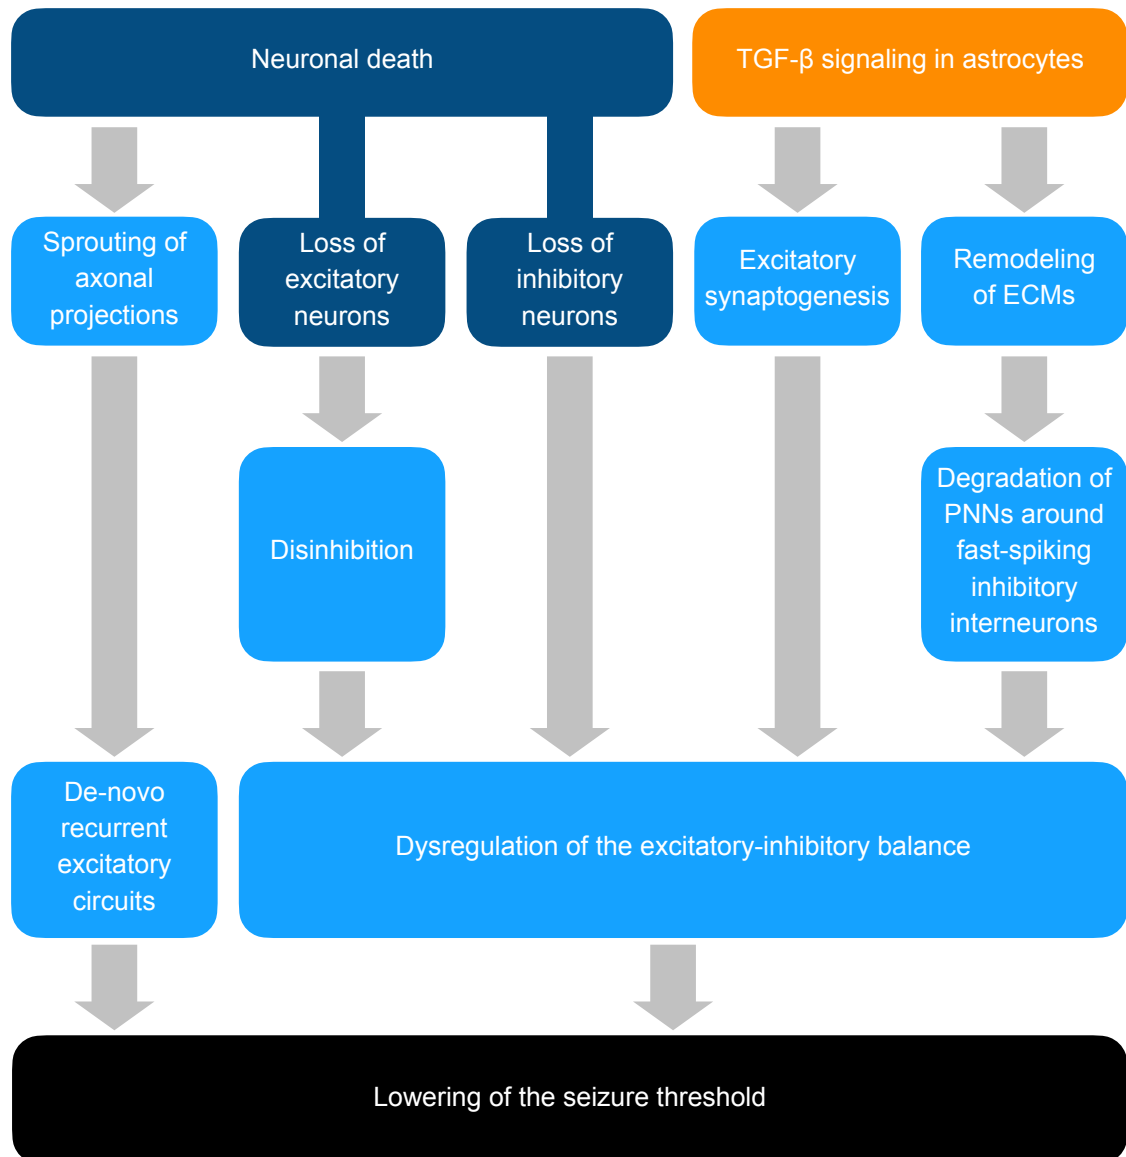 Neuronal death
TGF-β signaling in astrocytes
Sprouting of
axonal
projections
Loss of
excitatory
neurons
Loss of
inhibitory
neurons
Excitatory
synaptogenesis
Remodeling
of ECMs
Disinhibition
Degradation of
PNNs around
fast-spiking
inhibitory
interneurons
De-novo
recurrent
excitatory
circuits
Dysregulation of the excitatory-inhibitory balance
Lowering of the seizure threshold